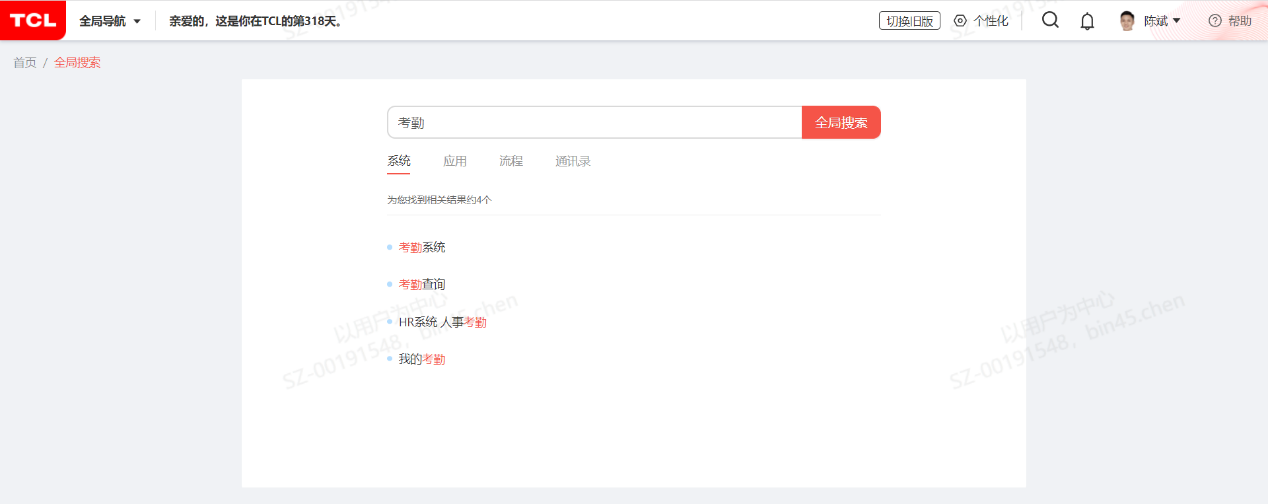 TCL 全局导航 亲爱的，这是你在TCL的第318天。 切换旧版 个性化 陈斌 帮助
首页 / 全局搜索
考勤 全局搜索
系统 应用 流程 通讯录
为您找到相关结果约4个
考勤系统
考勤查询
HR系统 人事考勤
我的考勤
以用户为中心
SZ-00191548，bin45.chen
以用户为中心
SZ-00191548，bin45.chen